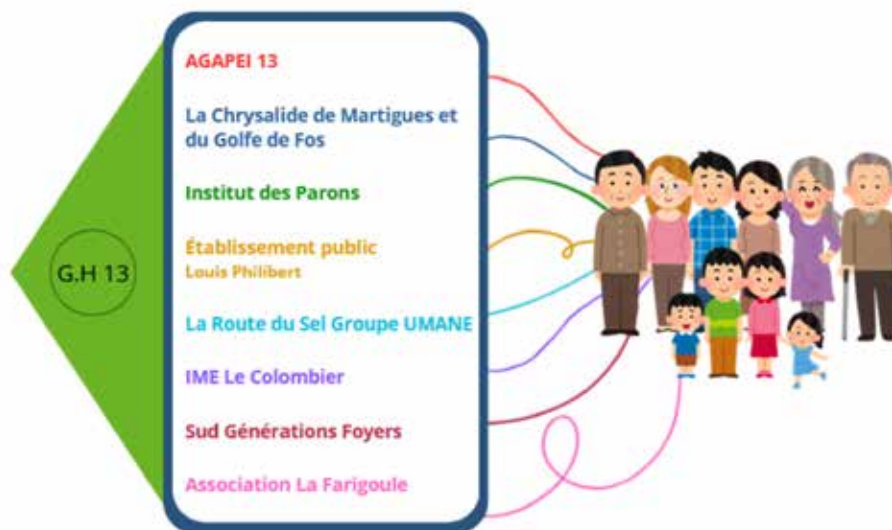 AGAPEI 13
La Chrysalide de Martigues et
du Golfe de Fos
Institut des Parons
G.H 13
Établissement public
Louis Philibert
La Route du Sel Groupe UMANE
IME Le Colombier
Sud Générations Foyers
Association La Farigoule